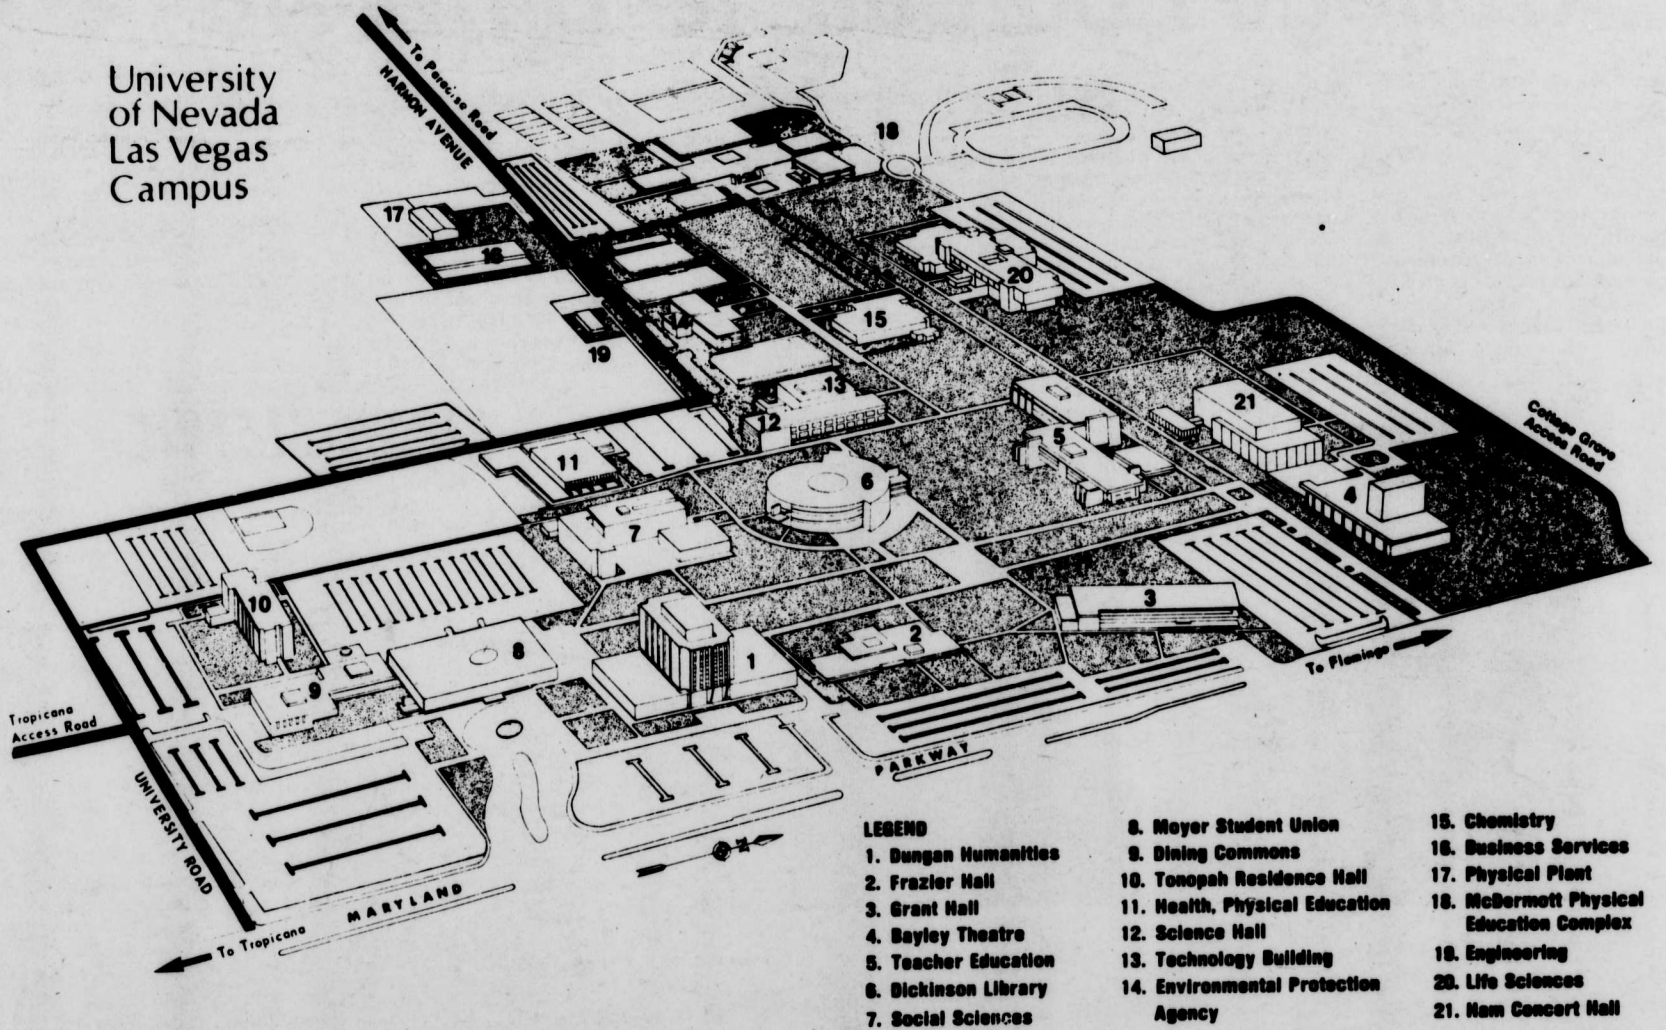 University
of Nevada
Las Vegas
Campus
To Paradise Road
HARMON AVENUE
18
17
16
20
19
14
15
13
12
21
College Grove
Access Road
11
5
6
4
7
10
3
8
2
1
9
To Flamingo
Tropicana
Access Road
UNIVERSITY ROAD
MARYLAND
PARKWAY
N
To Tropicana
LEGEND
1. Dungan Humanities
2. Frazier Hall
3. Grant Hall
4. Bayley Theatre
5. Teacher Education
6. Dickinson Library
7. Social Sciences
8. Moyer Student Union
9. Dining Commons
10. Tonopah Residence Hall
11. Health, Physical Education
12. Science Hall
13. Technology Building
14. Environmental Protection
Agency
15. Chemistry
16. Business Services
17. Physical Plant
18. McDermott Physical
Education Complex
19. Engineering
20. Life Sciences
21. Ham Concert Hall